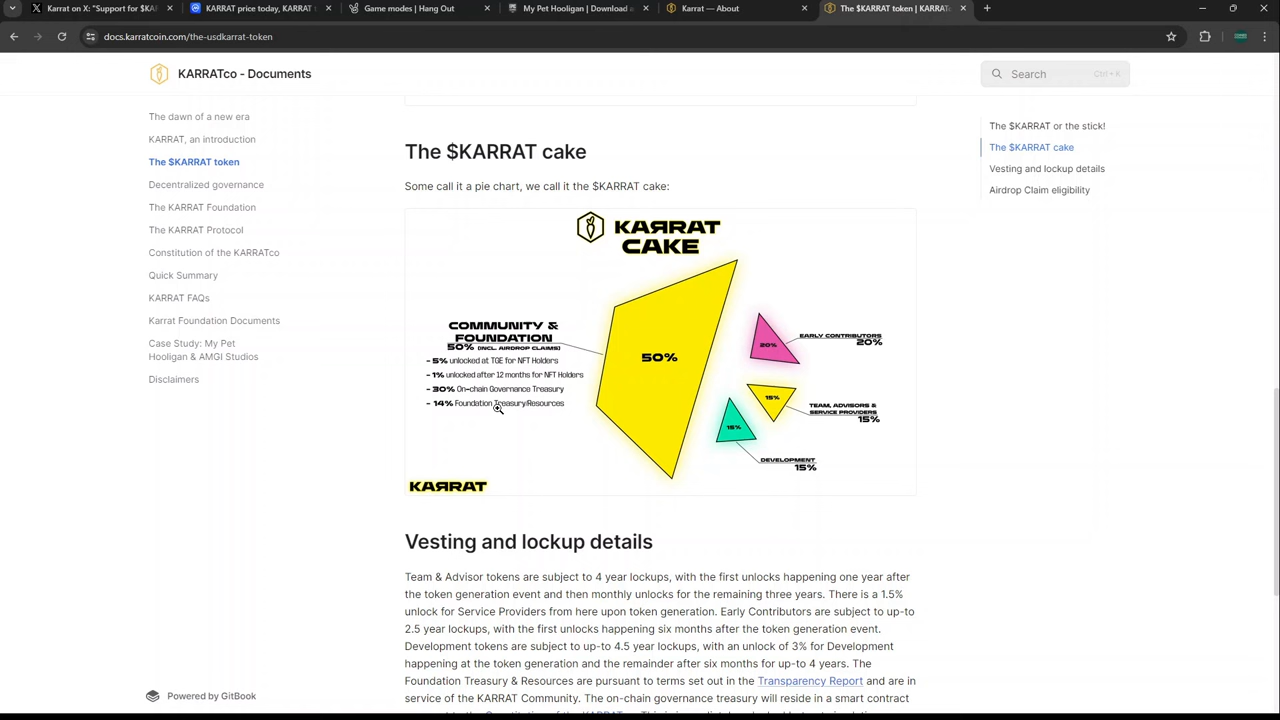 Karrat on X: "Support for $KA
KARRAT price today, KARRAT t
Game modes | Hang Out
My Pet Hooligan | Download
Karrat — About
The $KARRAT token | KARRAT
docs.karratcoin.com/the-usdkarrat-token
KARRATco - Documents
Search
Ctrl + K
The dawn of a new era
KARRAT, an introduction
The $KARRAT token
Decentralized governance
The KARRAT Foundation
The KARRAT Protocol
Constitution of the KARRATco
Quick Summary
KARRAT FAQs
Karrat Foundation Documents
Case Study: My Pet
Hooligan & AMGI Studios
Disclaimers
Powered by GitBook
The $KARRAT cake
Some call it a pie chart, we call it the $KARRAT cake:
KARRAT
CAKE
COMMUNITY &
FOUNDATION
50% (INCL. AIRDROP CLAIMS)
- 5% unlocked at TGE for NFT Holders
- 1% unlocked after 12 months for NFT Holders
- 30% On-chain Governance Treasury
- 14% Foundation Treasury/Resources
50%
20%
EARLY CONTRIBUTORS
20%
15%
TEAM, ADVISORS &
SERVICE PROVIDERS
15%
15%
DEVELOPMENT
15%
KARRAT
Vesting and lockup details
Team & Advisor tokens are subject to 4 year lockups, with the first unlocks happening one year after
the token generation event and then monthly unlocks for the remaining three years. There is a 1.5%
unlock for Service Providers from here upon token generation. Early Contributors are subject to up-to
2.5 year lockups, with the first unlocks happening six months after the token generation event.
Development tokens are subject to up-to 4.5 year lockups, with an unlock of 3% for Development
happening at the token generation and the remainder after six months for up-to 4 years. The
Foundation Treasury & Resources are pursuant to terms set out in the Transparency Report and are in
service of the KARRAT Community. The on-chain governance treasury will reside in a smart contract
The $KARRAT or the stick!
The $KARRAT cake
Vesting and lockup details
Airdrop Claim eligibility